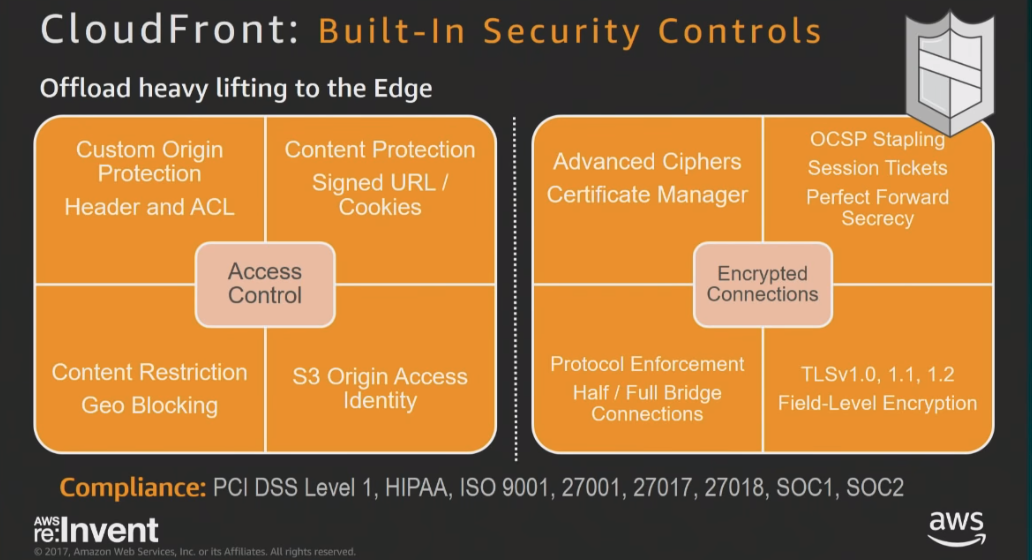 CloudFront: Built-In Security Controls
Offload heavy lifting to the Edge
Custom Origin
Protection
Header and ACL
Content Protection
Signed URL /
Cookies
Access
Control
Content Restriction
Geo Blocking
S3 Origin Access
Identity
Advanced Ciphers
Certificate Manager
OCSP Stapling
Session Tickets
Perfect Forward
Secrecy
Encrypted
Connections
Protocol Enforcement
Half / Full Bridge
Connections
TLSv1.0, 1.1, 1.2
Field-Level Encryption
Compliance: PCI DSS Level 1, HIPAA, ISO 9001, 27001, 27017, 27018, SOC1, SOC2
AWS
re:Invent
© 2017, Amazon Web Services, Inc. or its Affiliates. All rights reserved.
aws